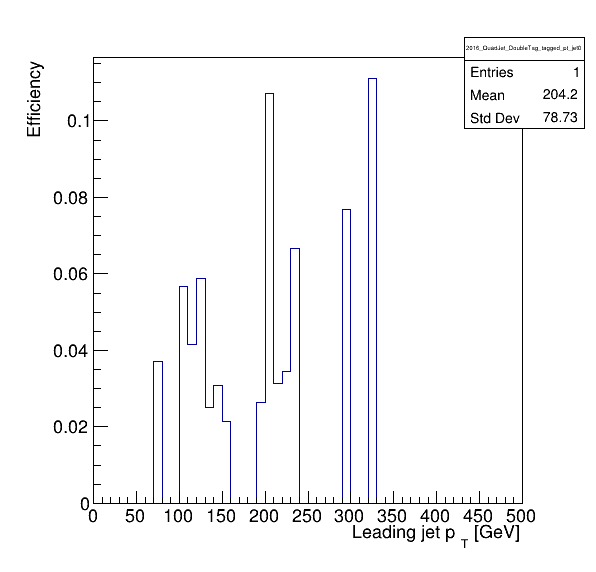 2016_QuadJet_DoubleTag_tagged_pt_jet0
Entries 1
Mean 204.2
Std Dev 78.73
Efficiency
0.1
0.08
0.06
0.04
0.02
0
0 50 100 150 200 250 300 350 400 450 500
Leading jet p T [GeV]